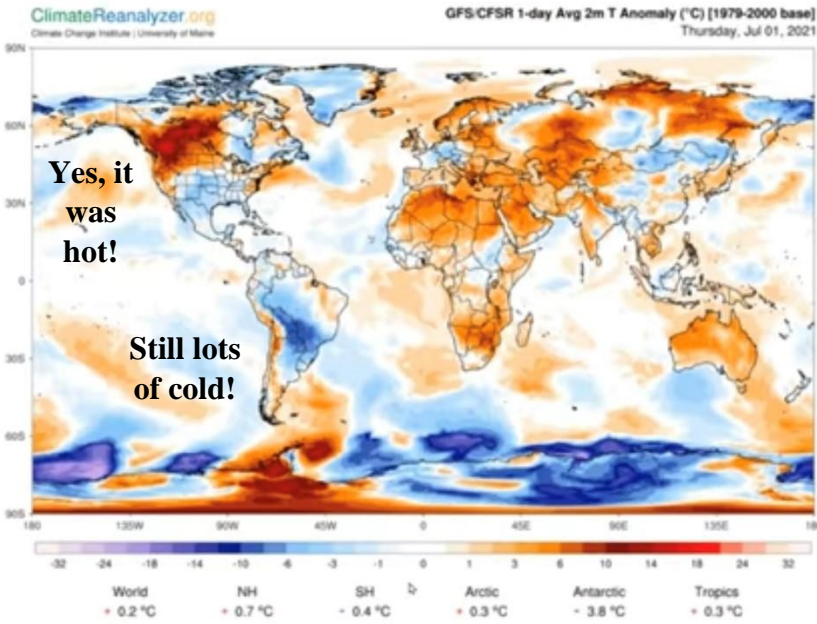 ClimateReanalyzer.org
Climate Change Institute | University of Maine
GFS/CFSR 1-day Avg 2m T Anomaly (°C) [1979-2000 base]
Thursday, Jul 01, 2021
90N
60N
30N
0
30S
60S
90S
Yes, it
was
hot!
Still lots
of cold!
180 135W 90W 45W 0 45E 90E 135E 180
-32 -24 -18 -14 -10 -6 -3 -1 0 1 3 6 10 14 18 24 32
World NH SH Arctic Antarctic Tropics
+ 0.2 °C + 0.7 °C - 0.4 °C + 0.3 °C - 3.8 °C + 0.3 °C